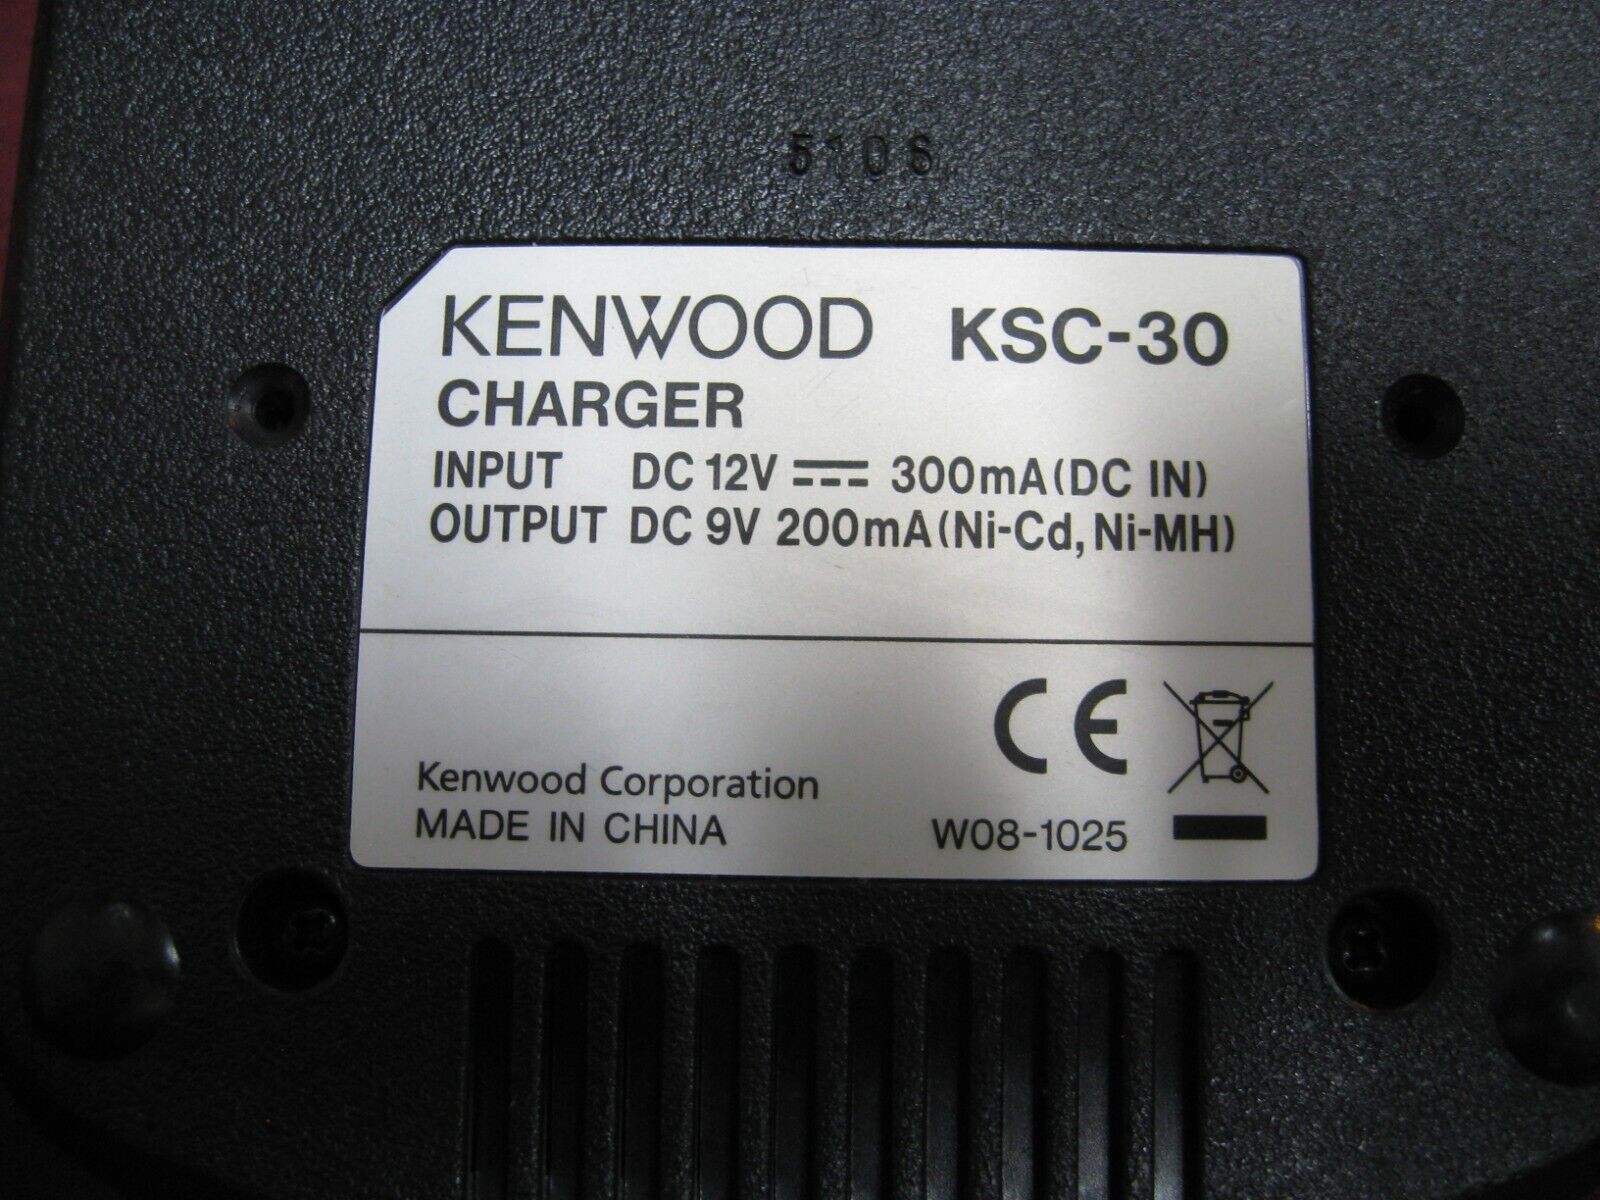 5106
KENWOOD KSC-30
CHARGER
INPUT DC 12V ⎓ 300mA(DC IN)
OUTPUT DC 9V 200mA(Ni-Cd, Ni-MH)
CE
Kenwood Corporation
MADE IN CHINA W08-1025